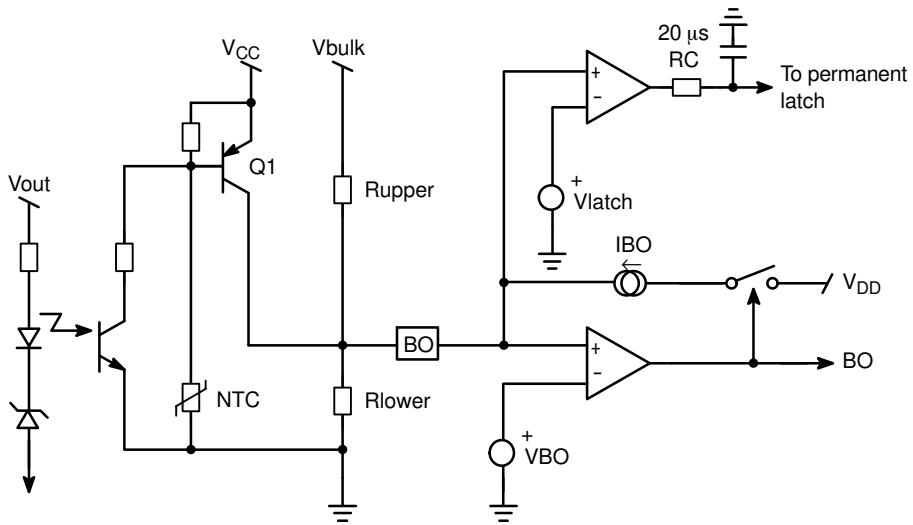 VCC
Vbulk
20 μs
RC
To permanent
latch
Q1
Vout
Rupper
Vlatch
IBO
VDD
BO
BO
NTC
Rlower
VBO
+
−
+
+
−
+